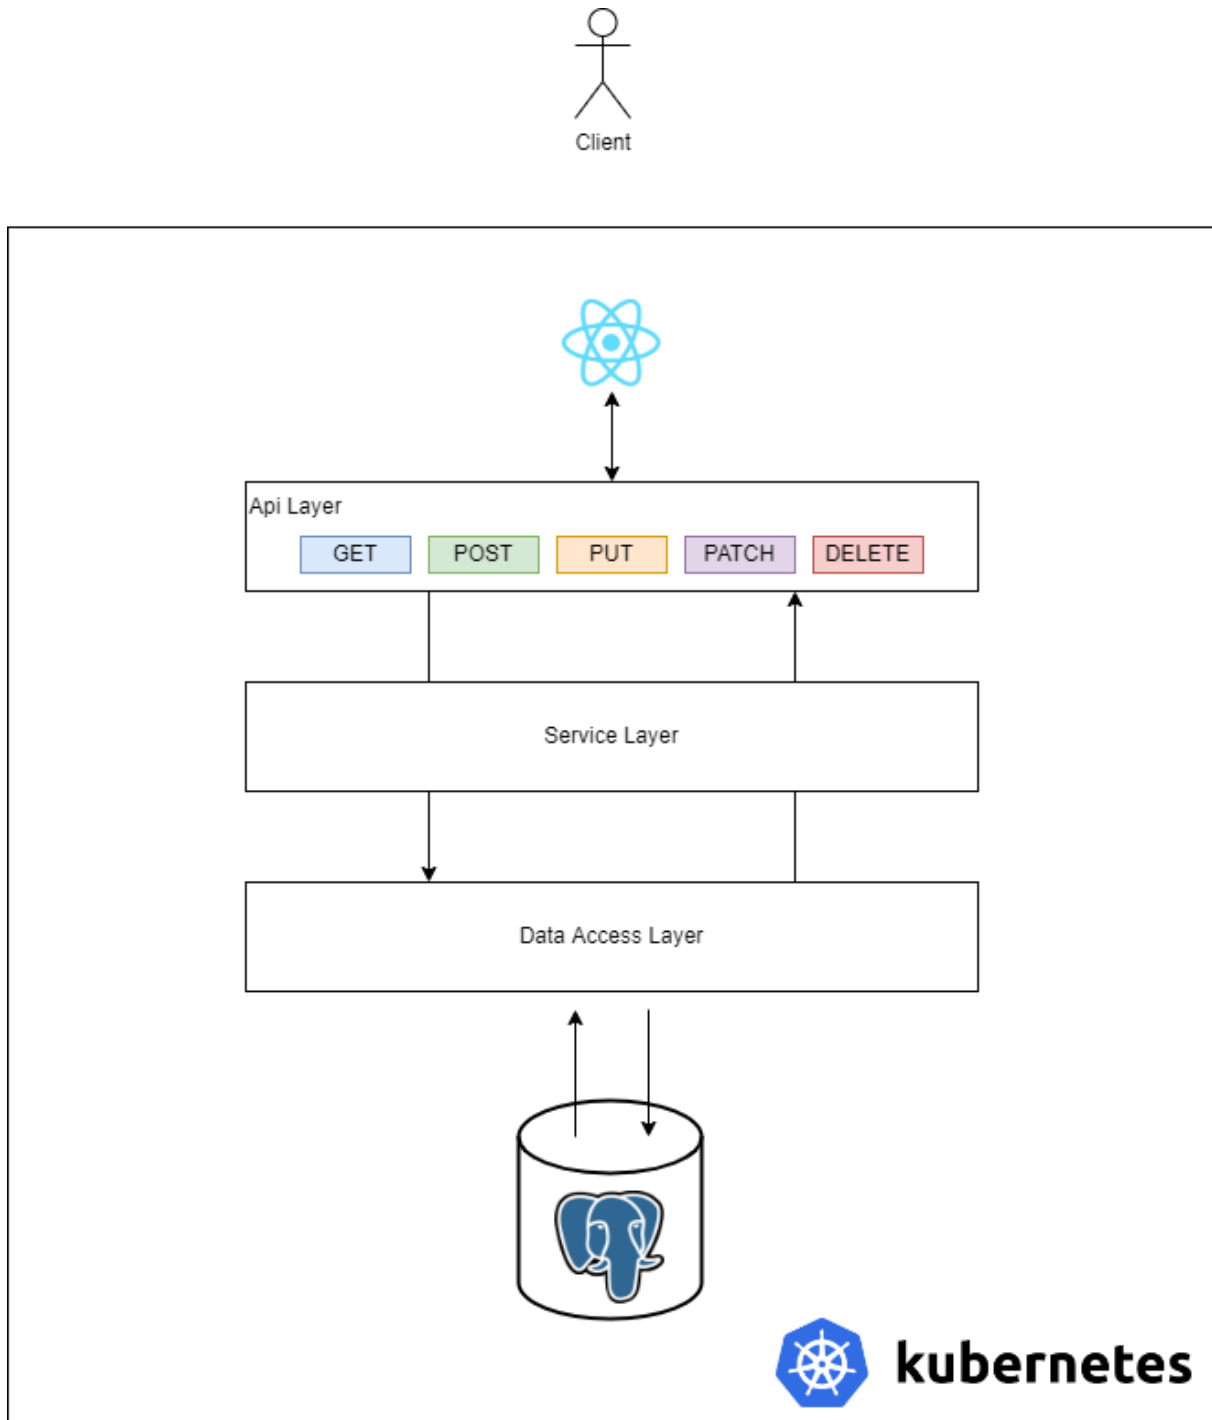 Client
Api Layer
GET
POST
PUT
PATCH
DELETE
Service Layer
Data Access Layer
kubernetes